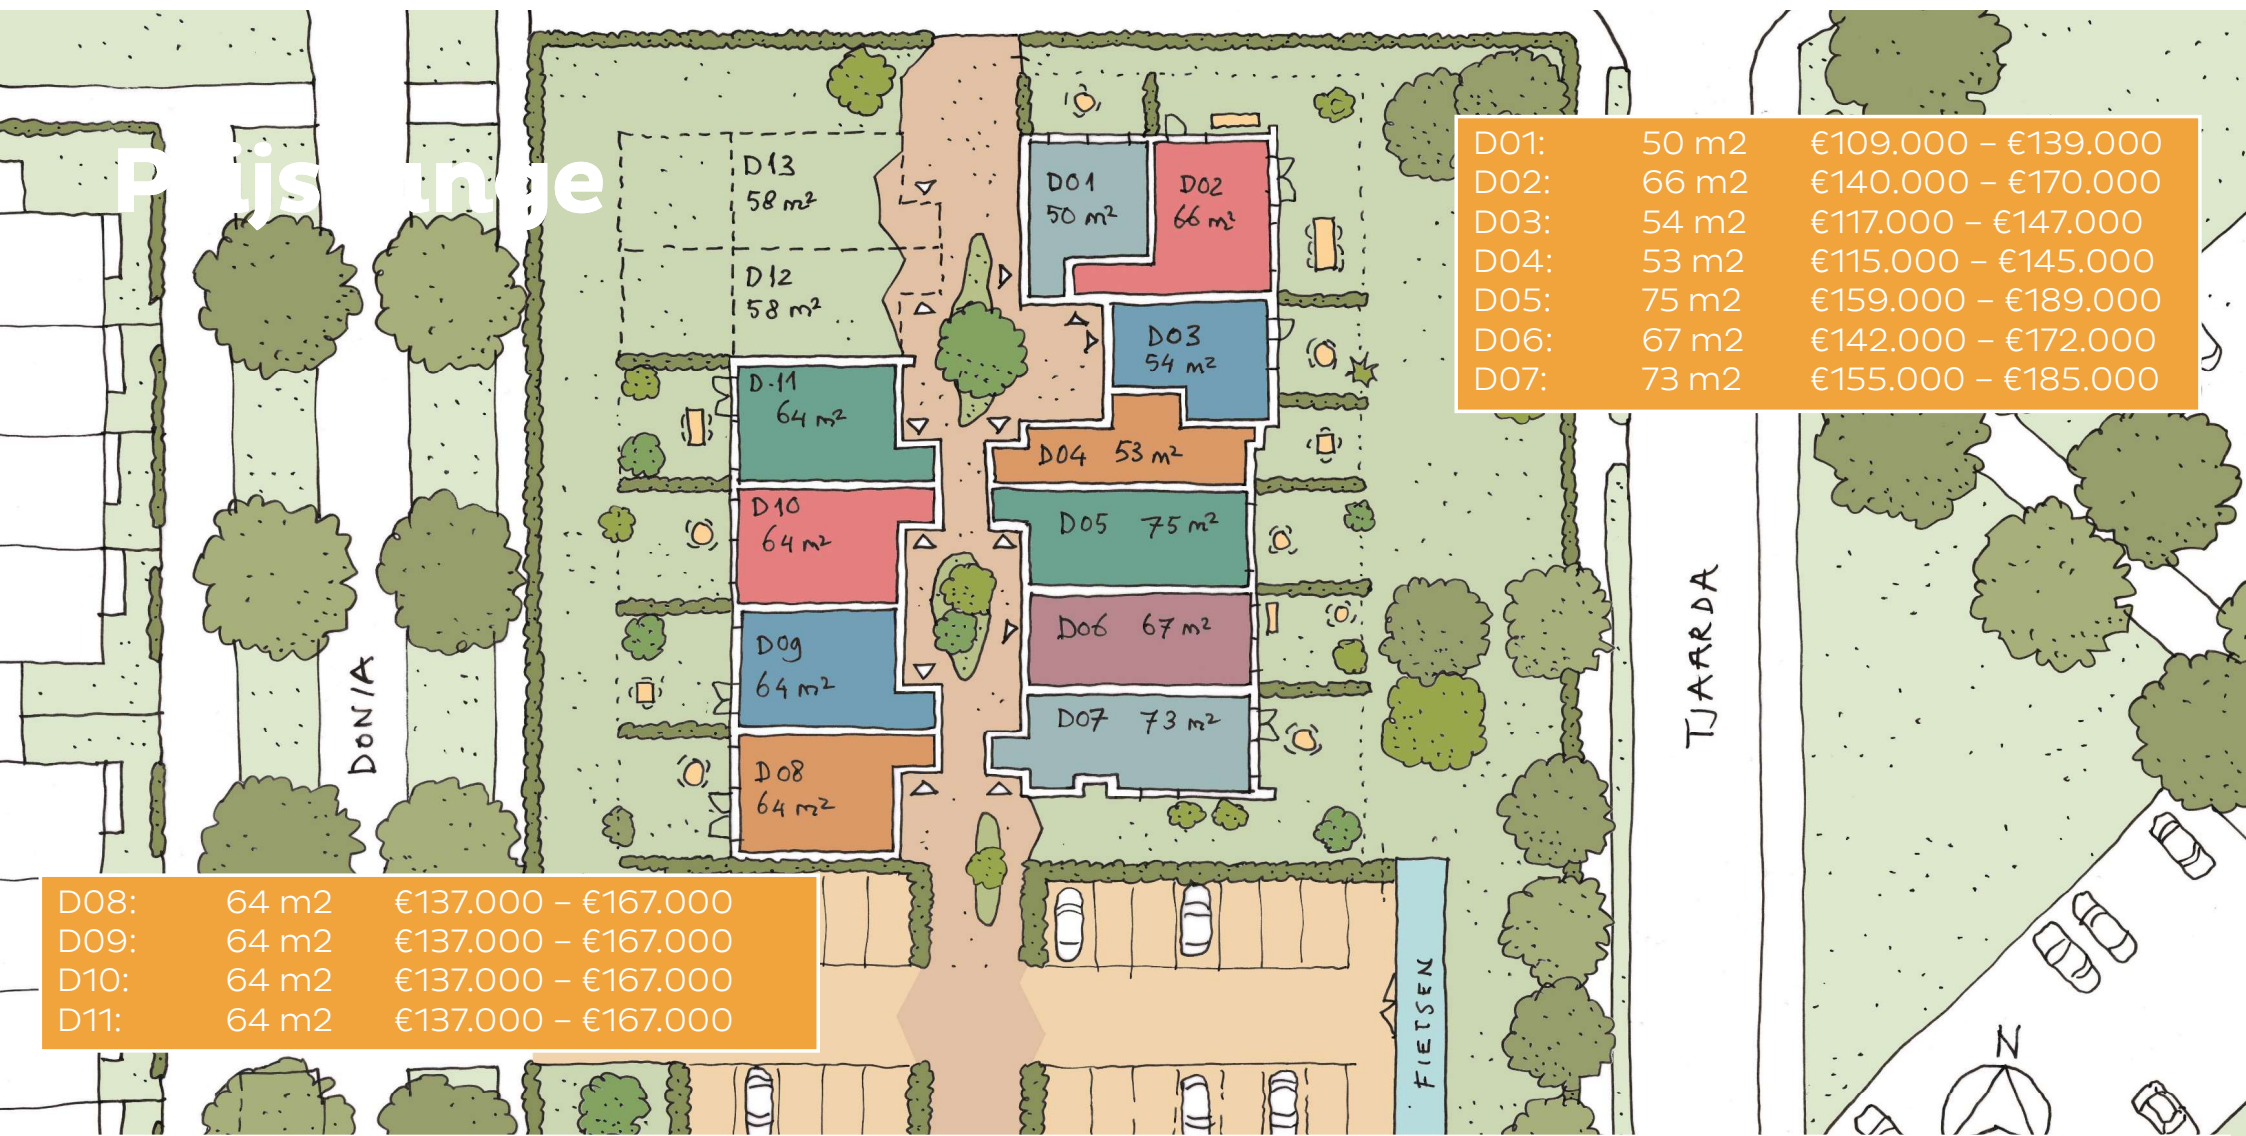 Prijsrange
D01: 50 m2 €109.000 – €139.000
D02: 66 m2 €140.000 – €170.000
D03: 54 m2 €117.000 – €147.000
D04: 53 m2 €115.000 – €145.000
D05: 75 m2 €159.000 – €189.000
D06: 67 m2 €142.000 – €172.000
D07: 73 m2 €155.000 – €185.000
D13
58 m²
D12
58 m²
D01
50 m²
D02
66 m²
D03
54 m²
D-11
64 m²
D04 53 m²
D10
64 m²
D05 75 m²
D09
64 m²
D06 67 m²
D07 73 m²
D08
64 m²
DONIA
TJAARDA
D08: 64 m2 €137.000 – €167.000
D09: 64 m2 €137.000 – €167.000
D10: 64 m2 €137.000 – €167.000
D11: 64 m2 €137.000 – €167.000
FIETSEN
N